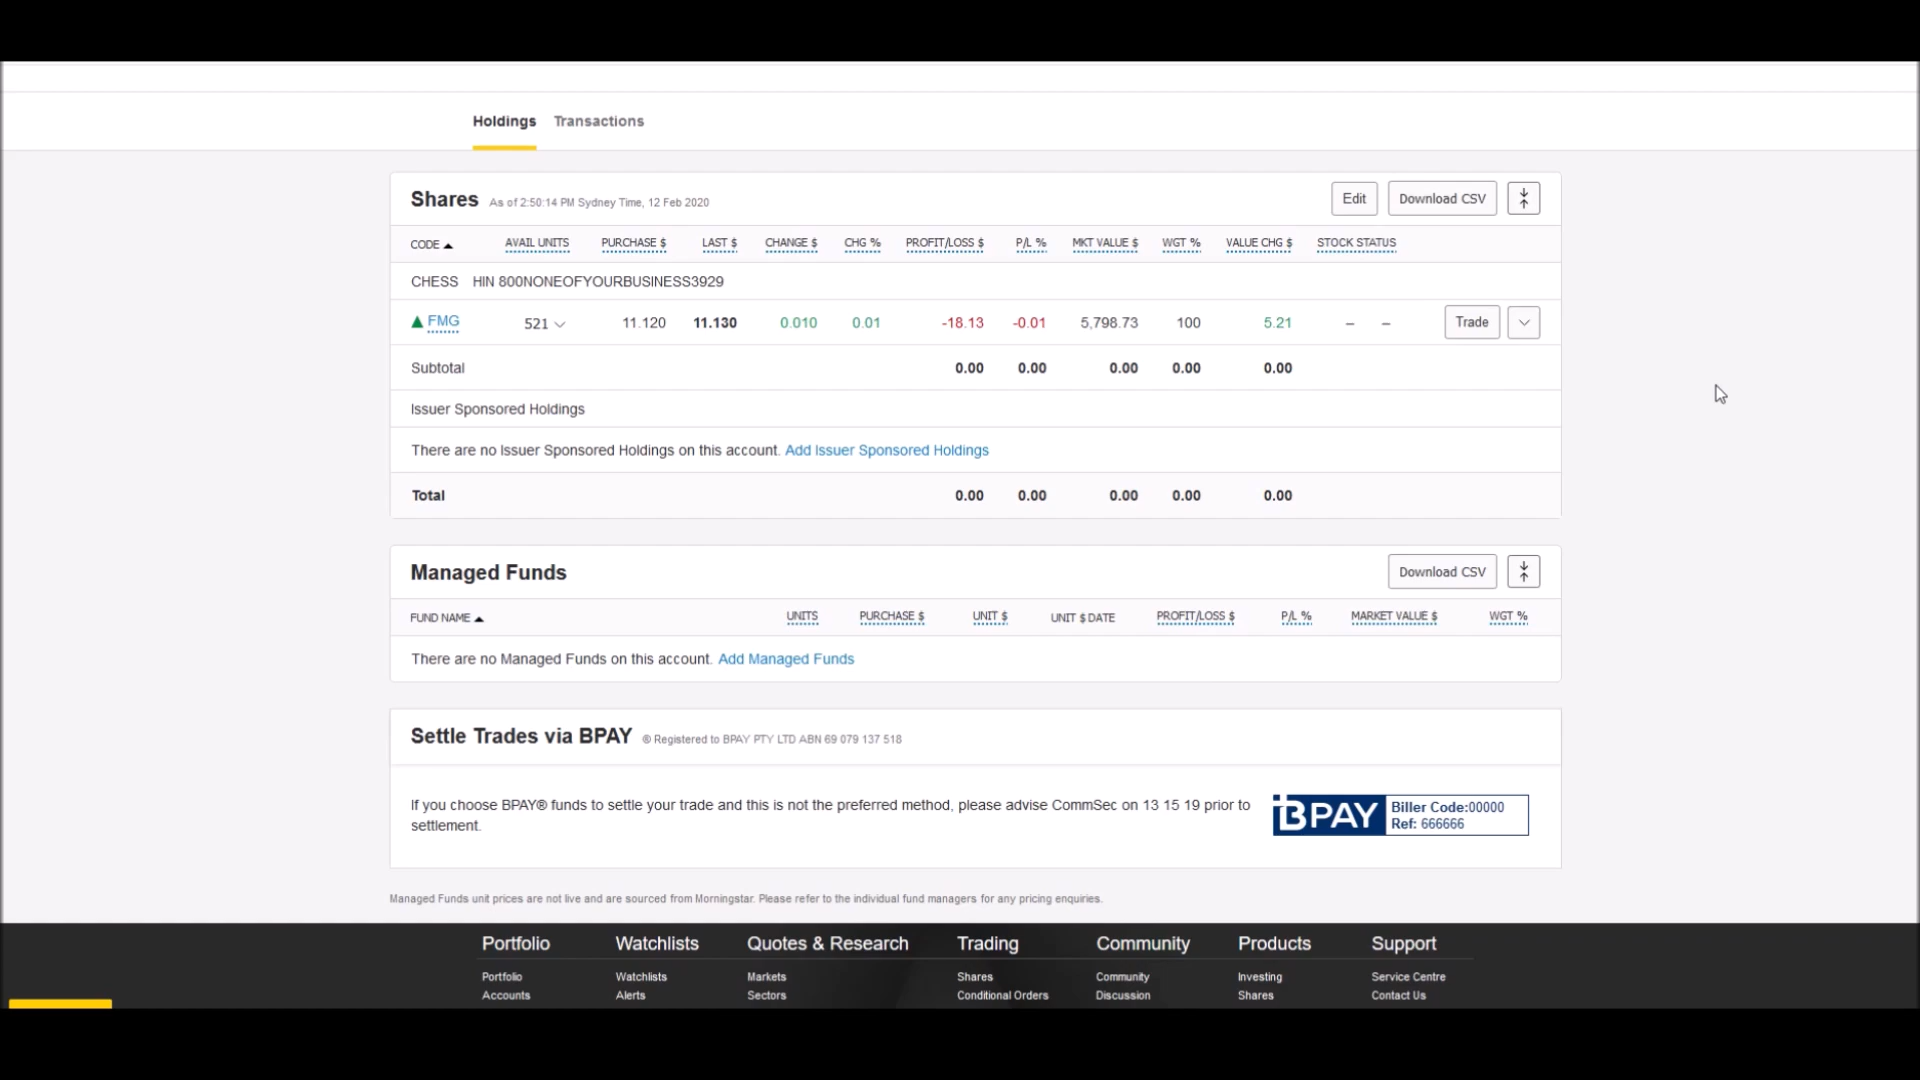 Holdings Transactions
Shares As of 2:50:14 PM Sydney Time, 12 Feb 2020 Edit Download CSV
CODE AVAIL UNITS PURCHASE $ LAST $ CHANGE $ CHG % PROFIT/LOSS $ P/L % MKT VALUE $ WGT % VALUE CHG $ STOCK STATUS
CHESS HIN 800NONEOFYOURBUSINESS3929
FMG 521 11.120 11.130 0.010 0.01 -18.13 -0.01 5,798.73 100 5.21 – – Trade
Subtotal 0.00 0.00 0.00 0.00 0.00
Issuer Sponsored Holdings
There are no Issuer Sponsored Holdings on this account. Add Issuer Sponsored Holdings
Total 0.00 0.00 0.00 0.00 0.00
Managed Funds Download CSV
FUND NAME UNITS PURCHASE $ UNIT $ UNIT $ DATE PROFIT/LOSS $ P/L % MARKET VALUE $ WGT %
There are no Managed Funds on this account. Add Managed Funds
Settle Trades via BPAY ® Registered to BPAY PTY LTD ABN 69 079 137 518
If you choose BPAY® funds to settle your trade and this is not the preferred method, please advise CommSec on 13 15 19 prior to
settlement.
BPAY Biller Code:00000
Ref: 666666
Managed Funds unit prices are not live and are sourced from Morningstar. Please refer to the individual fund managers for any pricing enquiries.
Portfolio Watchlists Quotes & Research Trading Community Products Support
Portfolio Watchlists Markets Shares Community Investing Service Centre
Accounts Alerts Sectors Conditional Orders Discussion Shares Contact Us